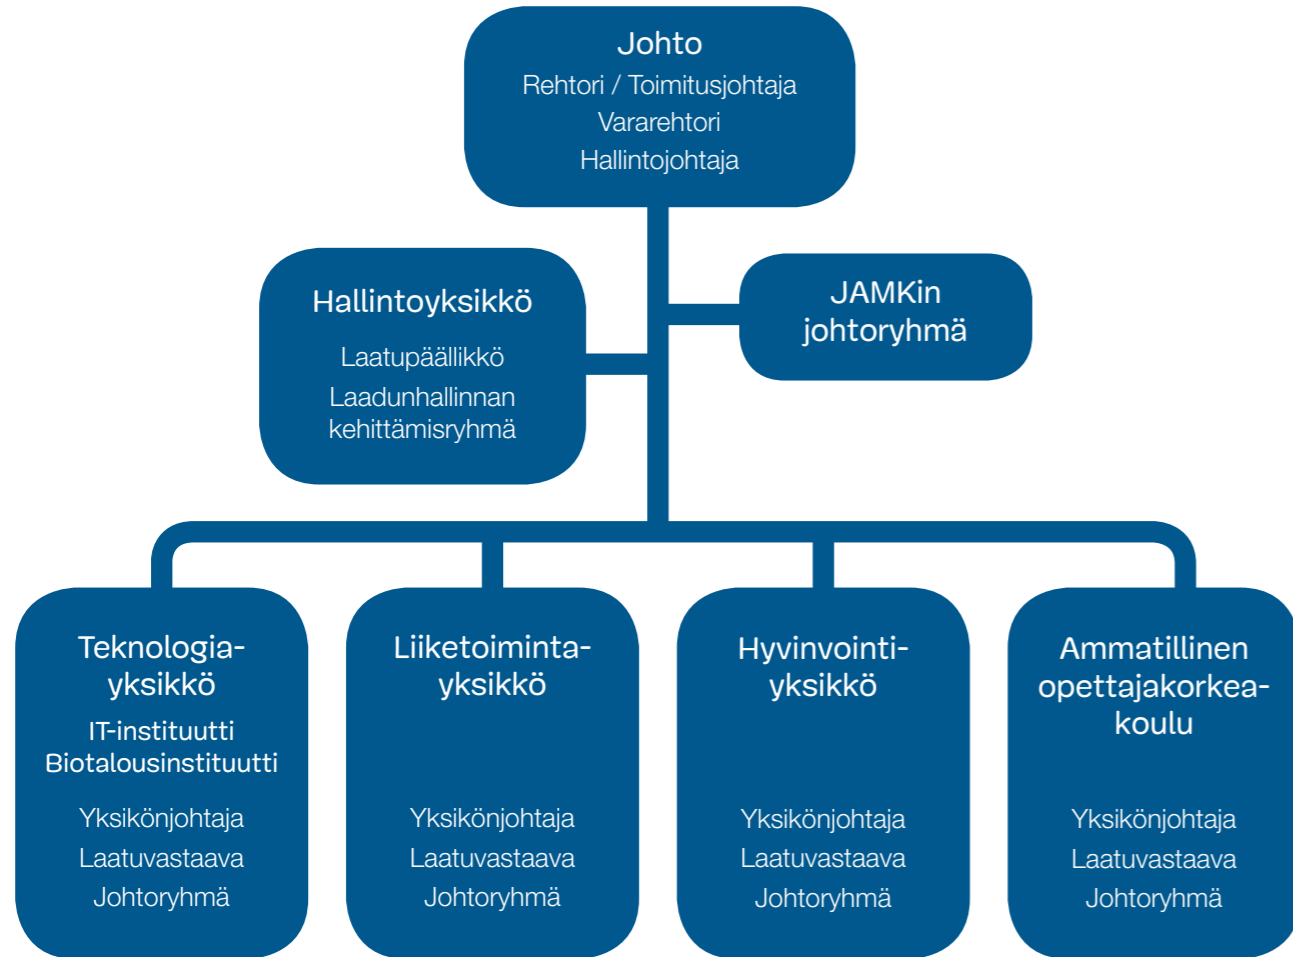 Johto
Rehtori / Toimitusjohtaja
Vararehtori
Hallintojohtaja
Hallintoyksikkö
Laatupäällikkö
Laadunhallinnan
kehittämisryhmä
JAMKin
johtoryhmä
Teknologia-
yksikkö
IT-instituutti
Biotalousinstituutti
Yksikönjohtaja
Laatuvastaava
Johtoryhmä
Liiketoiminta-
yksikkö
Yksikönjohtaja
Laatuvastaava
Johtoryhmä
Hyvinvointi-
yksikkö
Yksikönjohtaja
Laatuvastaava
Johtoryhmä
Ammatillinen
opettajakorkea-
koulu
Yksikönjohtaja
Laatuvastaava
Johtoryhmä